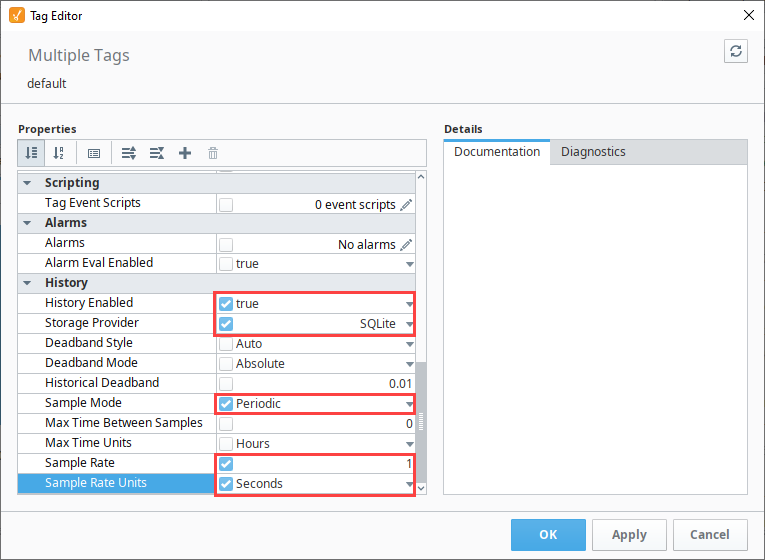 Tag Editor
Multiple Tags
default
Properties
Details
Documentation Diagnostics
Scripting
Tag Event Scripts 0 event scripts
Alarms
Alarms No alarms
Alarm Eval Enabled true
History
History Enabled true
Storage Provider SQLite
Deadband Style Auto
Deadband Mode Absolute
Historical Deadband 0.01
Sample Mode Periodic
Max Time Between Samples 0
Max Time Units Hours
Sample Rate 1
Sample Rate Units Seconds
OK Apply Cancel